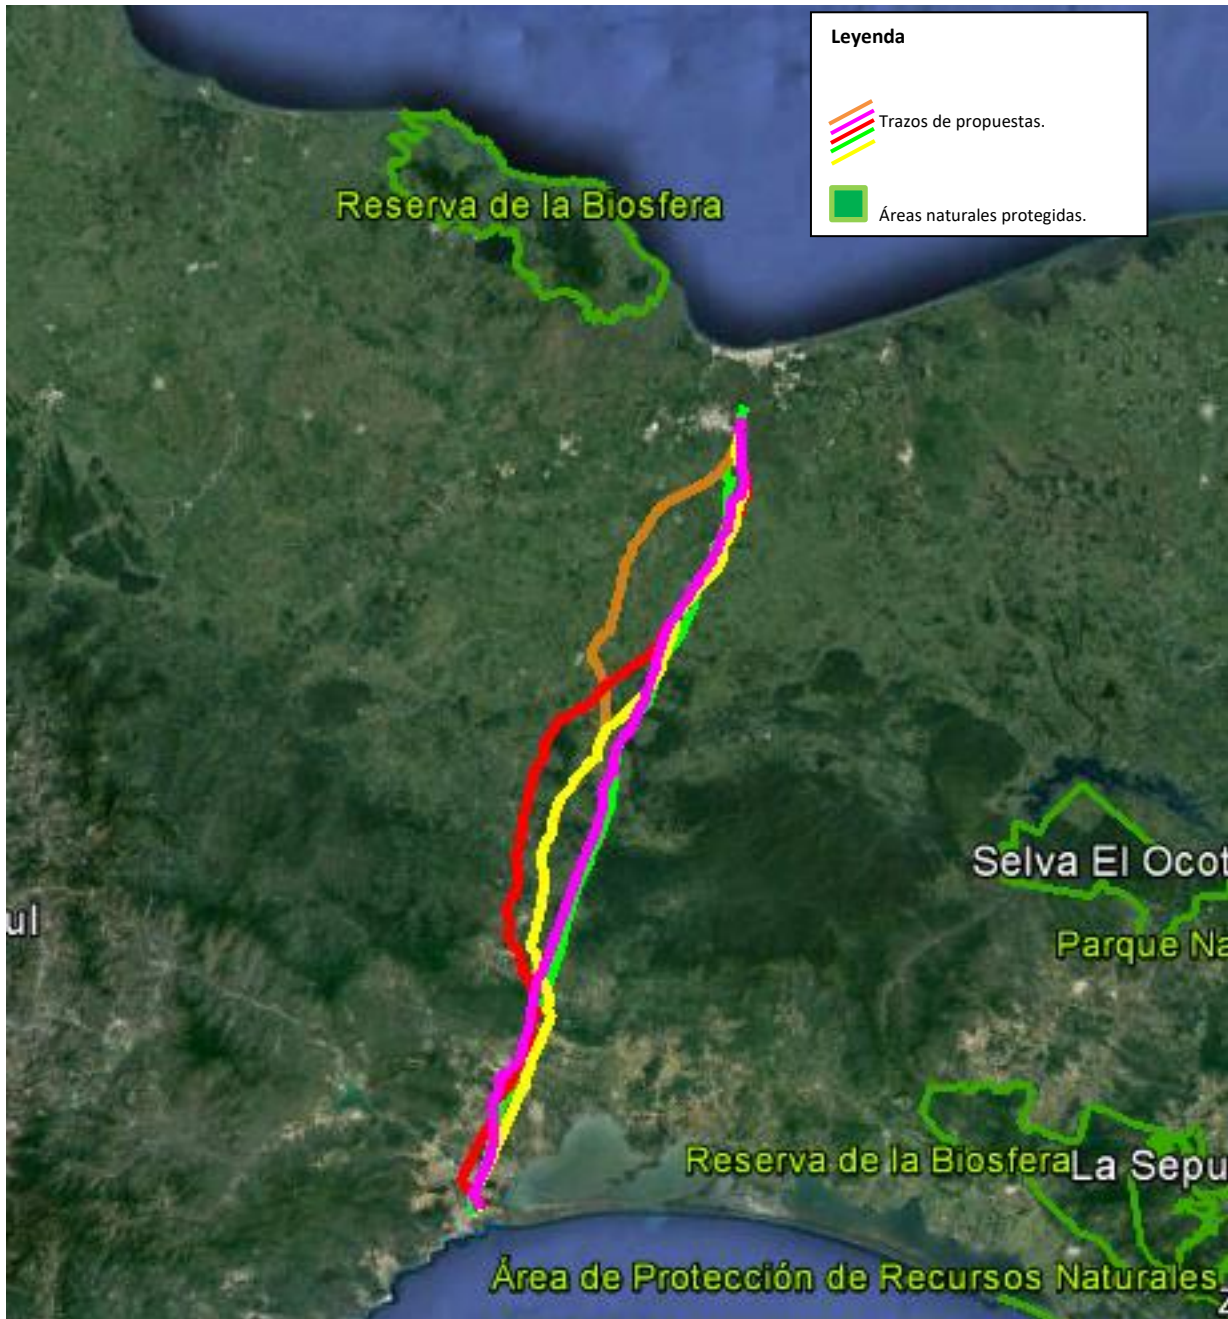 Leyenda
Trazos de propuestas.
Áreas naturales protegidas.
Reserva de la Biosfera
Selva El Ocot
ul
Parque Na
Reserva de la Biosfera
La Sepu
Área de Protección de Recursos Naturales